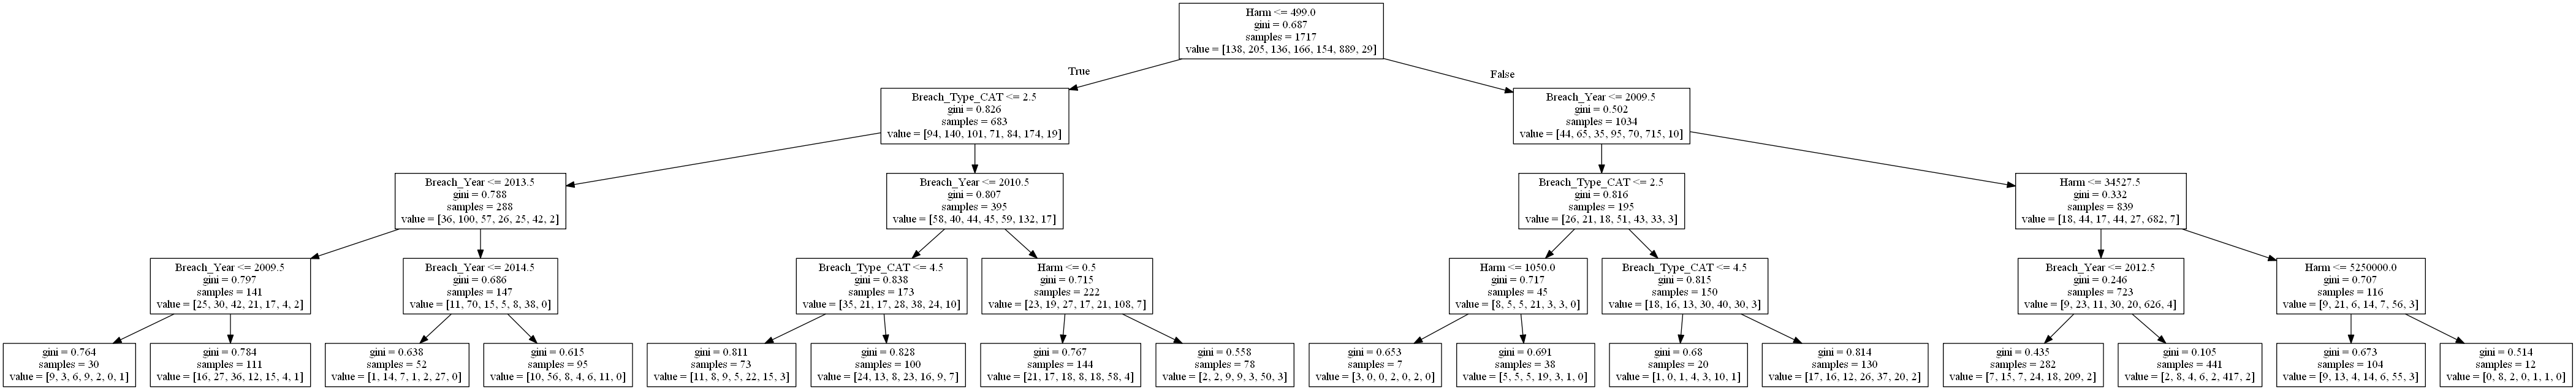 Harm <= 499.0
gini = 0.687
samples = 1717
value = [138, 205, 136, 166, 154, 889, 29]
True
False
Breach_Type_CAT <= 2.5
gini = 0.826
samples = 683
value = [94, 140, 101, 71, 84, 174, 19]
Breach_Year <= 2009.5
gini = 0.502
samples = 1034
value = [44, 65, 35, 95, 70, 715, 10]
Breach_Year <= 2013.5
gini = 0.788
samples = 288
value = [36, 100, 57, 26, 25, 42, 2]
Breach_Year <= 2010.5
gini = 0.807
samples = 395
value = [58, 40, 44, 45, 59, 132, 17]
Breach_Type_CAT <= 2.5
gini = 0.816
samples = 195
value = [26, 21, 18, 51, 43, 33, 3]
Harm <= 34527.5
gini = 0.332
samples = 839
value = [18, 44, 17, 44, 27, 682, 7]
Breach_Year <= 2009.5
gini = 0.797
samples = 141
value = [25, 30, 42, 21, 17, 4, 2]
Breach_Year <= 2014.5
gini = 0.686
samples = 147
value = [11, 70, 15, 5, 8, 38, 0]
Breach_Type_CAT <= 4.5
gini = 0.838
samples = 173
value = [35, 21, 17, 28, 38, 24, 10]
Harm <= 0.5
gini = 0.715
samples = 222
value = [23, 19, 27, 17, 21, 108, 7]
Harm <= 1050.0
gini = 0.717
samples = 45
value = [8, 5, 5, 21, 3, 3, 0]
Breach_Type_CAT <= 4.5
gini = 0.815
samples = 150
value = [18, 16, 13, 30, 40, 30, 3]
Breach_Year <= 2012.5
gini = 0.246
samples = 723
value = [9, 23, 11, 30, 20, 626, 4]
Harm <= 5250000.0
gini = 0.707
samples = 116
value = [9, 21, 6, 14, 7, 56, 3]
gini = 0.764
samples = 30
value = [9, 3, 6, 9, 2, 0, 1]
gini = 0.784
samples = 111
value = [16, 27, 36, 12, 15, 4, 1]
gini = 0.638
samples = 52
value = [1, 14, 7, 1, 2, 27, 0]
gini = 0.615
samples = 95
value = [10, 56, 8, 4, 6, 11, 0]
gini = 0.811
samples = 73
value = [11, 8, 9, 5, 22, 15, 3]
gini = 0.828
samples = 100
value = [24, 13, 8, 23, 16, 9, 7]
gini = 0.767
samples = 144
value = [21, 17, 18, 8, 18, 58, 4]
gini = 0.558
samples = 78
value = [2, 2, 9, 9, 3, 50, 3]
gini = 0.653
samples = 7
value = [3, 0, 0, 2, 0, 2, 0]
gini = 0.691
samples = 38
value = [5, 5, 5, 19, 3, 1, 0]
gini = 0.68
samples = 20
value = [1, 0, 1, 4, 3, 10, 1]
gini = 0.814
samples = 130
value = [17, 16, 12, 26, 37, 20, 2]
gini = 0.435
samples = 282
value = [7, 15, 7, 24, 18, 209, 2]
gini = 0.105
samples = 441
value = [2, 8, 4, 6, 2, 417, 2]
gini = 0.673
samples = 104
value = [9, 13, 4, 14, 6, 55, 3]
gini = 0.514
samples = 12
value = [0, 8, 2, 0, 1, 1, 0]